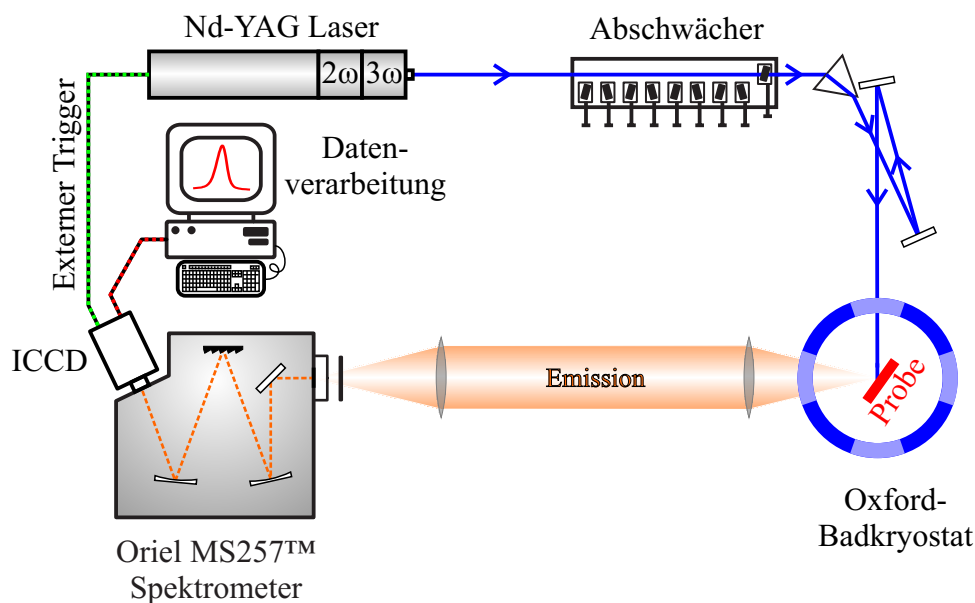 Nd-YAG Laser
2ω 3ω
Abschwächer
Externer Trigger
Daten-
verarbeitung
ICCD
Emission
Probe
Oxford-
Badkryostat
Oriel MS257™
Spektrometer